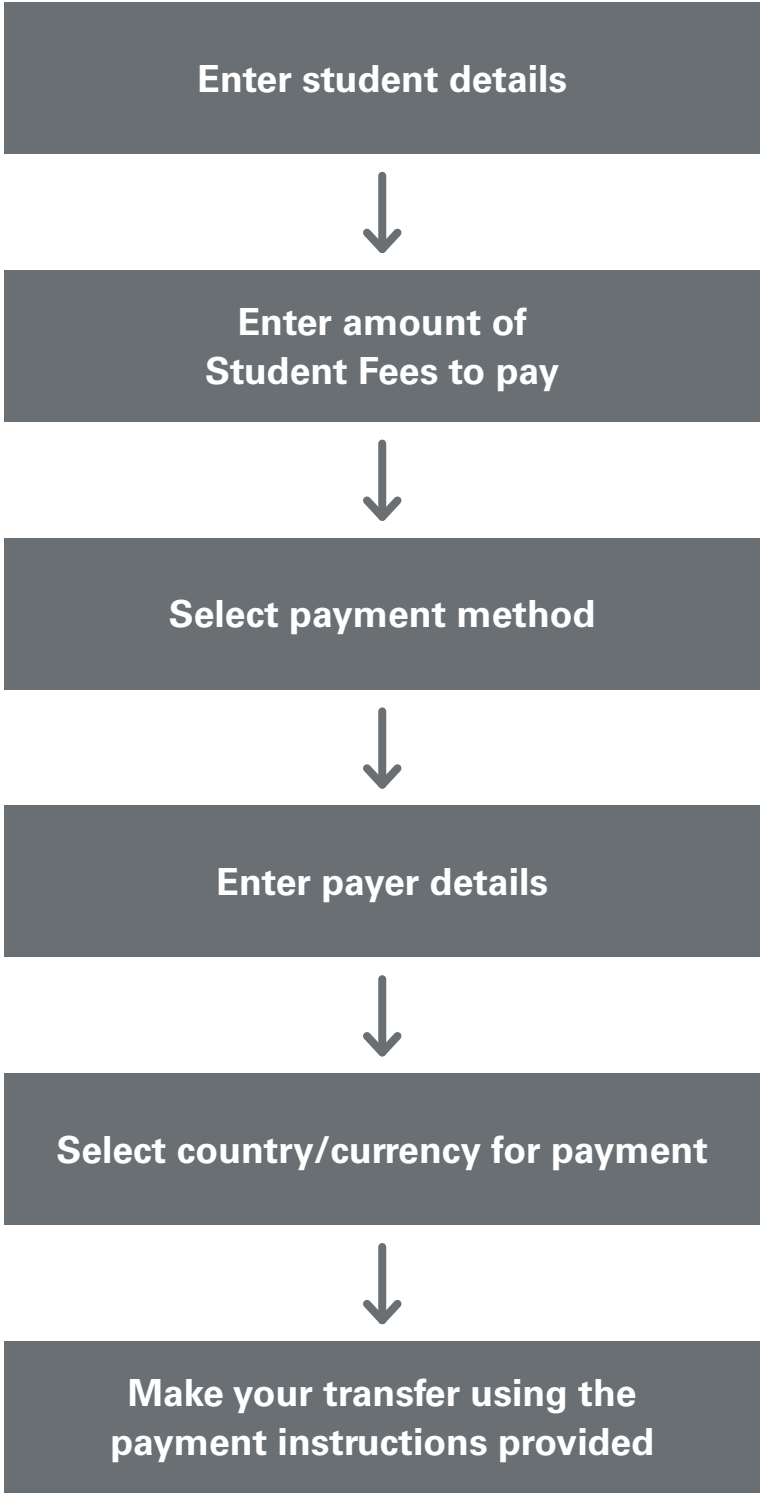 Enter student details
Enter amount of
Student Fees to pay
Select payment method
Enter payer details
Select country/currency for payment
Make your transfer using the
payment instructions provided